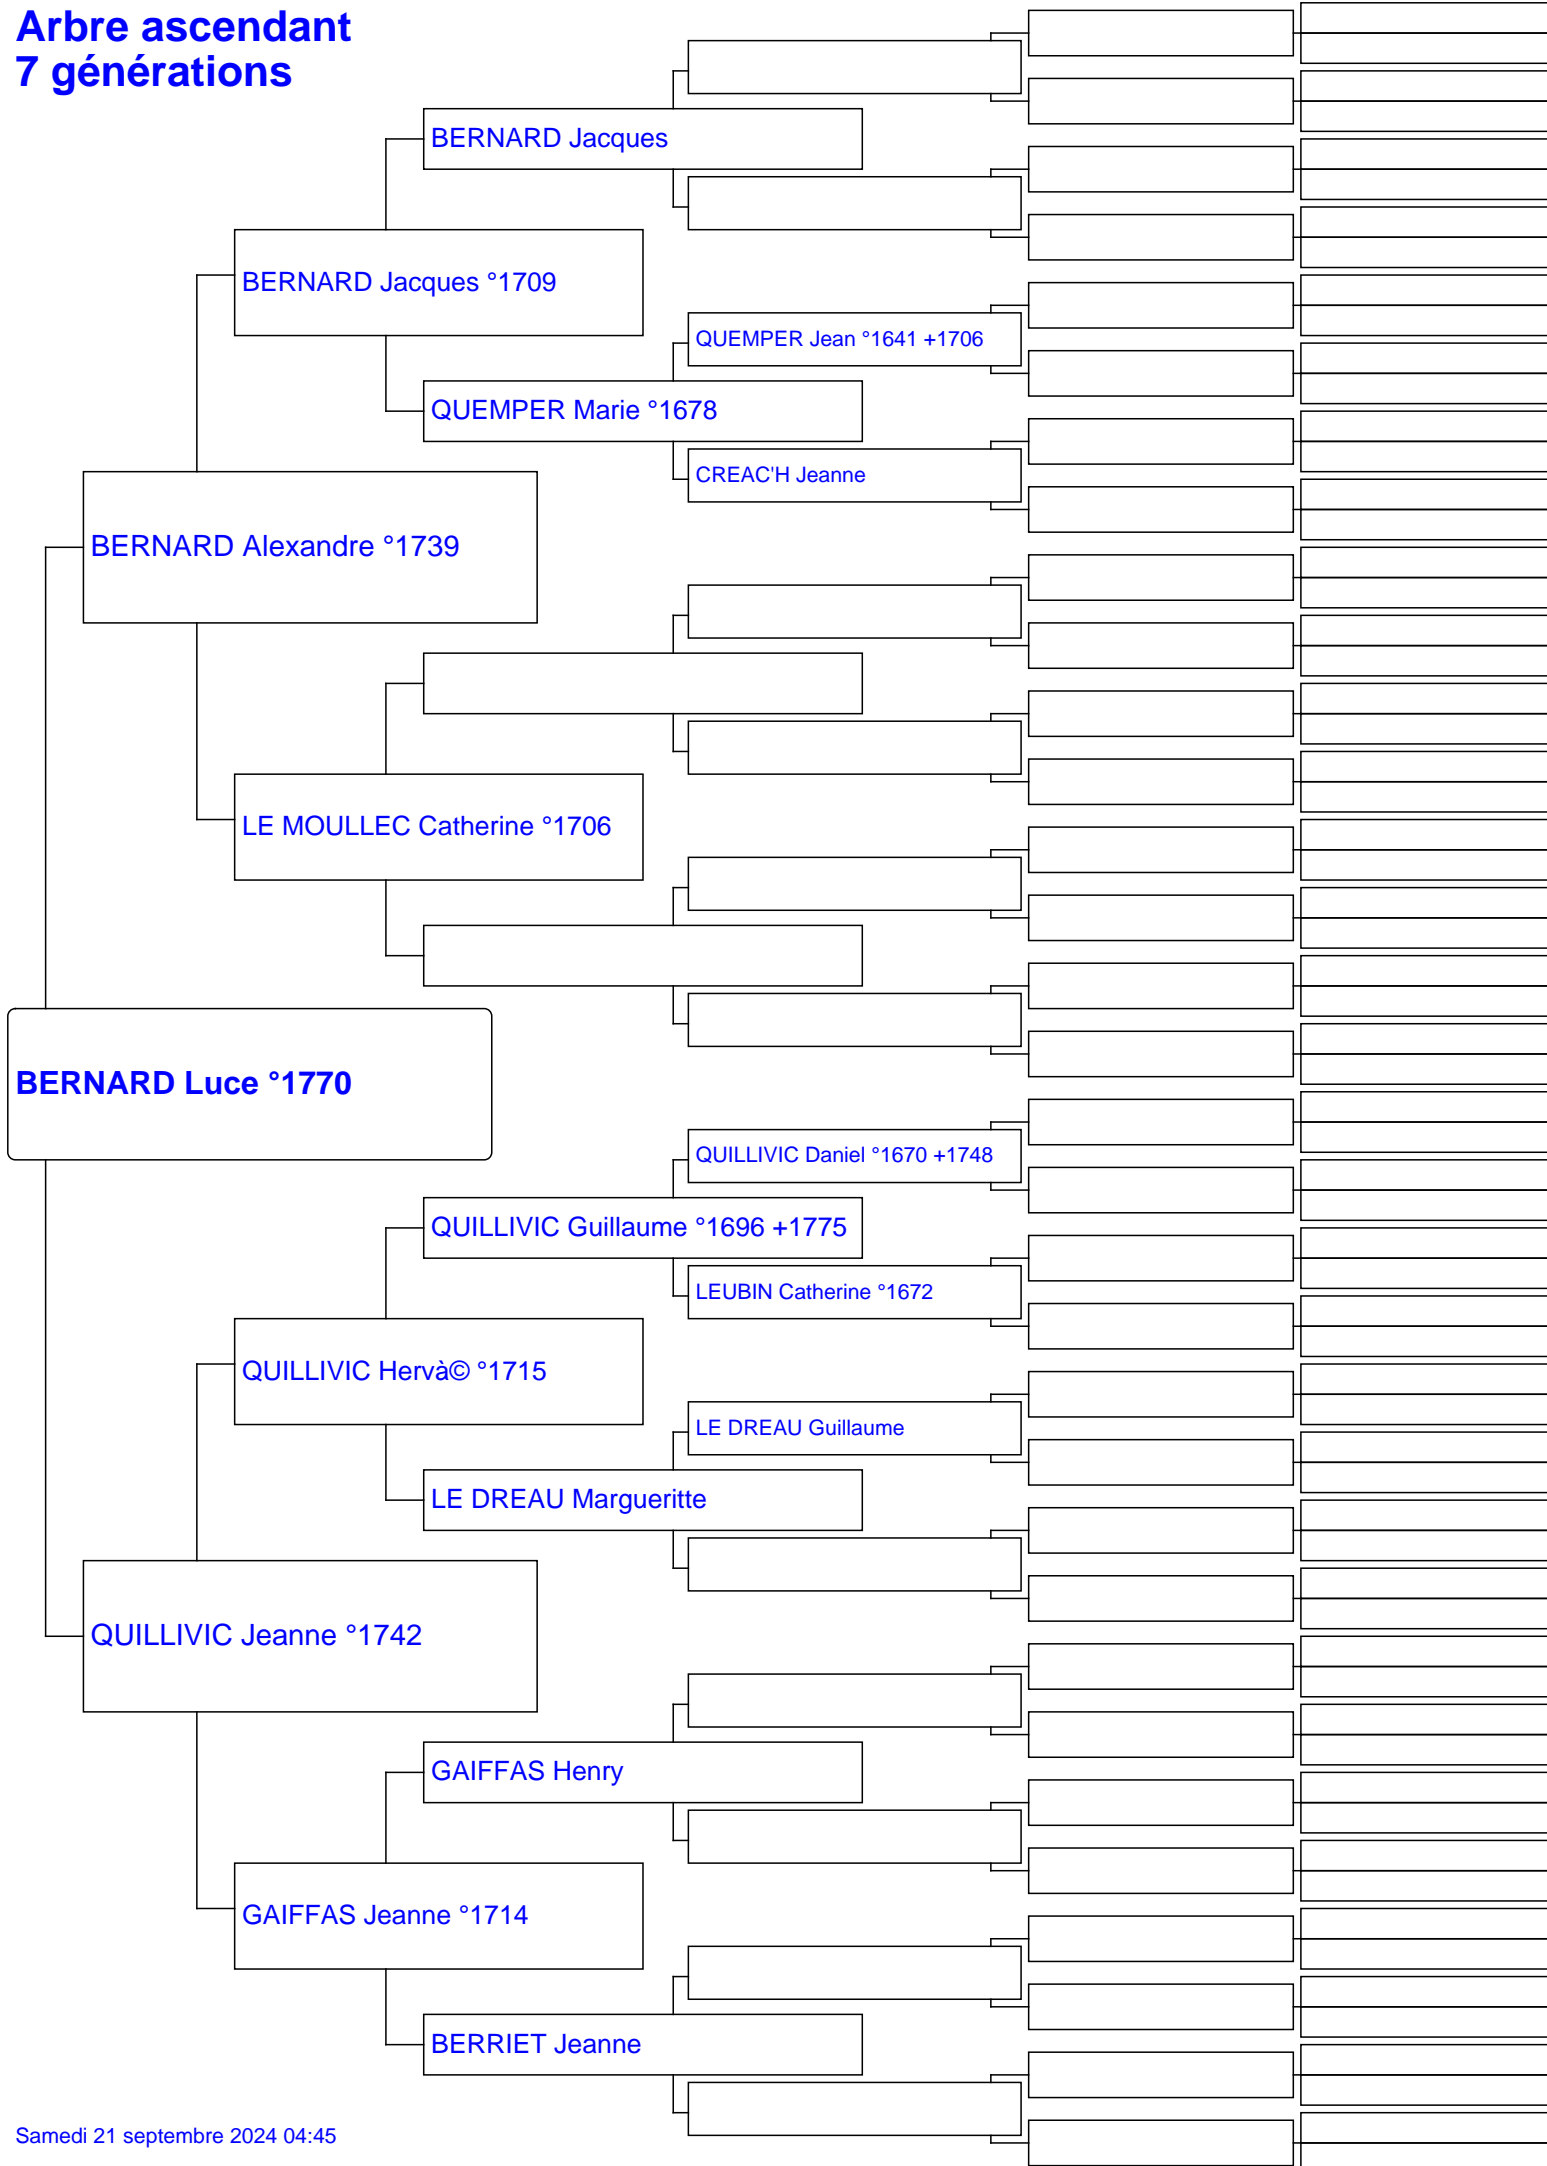 Arbre ascendant
7 générations
BERNARD Jacques
BERNARD Jacques °1709
QUEMPER Jean °1641 +1706
QUEMPER Marie °1678
CREAC'H Jeanne
BERNARD Alexandre °1739
LE MOULLEC Catherine °1706
BERNARD Luce °1770
QUILLIVIC Daniel °1670 +1748
QUILLIVIC Guillaume °1696 +1775
LEUBIN Catherine °1672
QUILLIVIC Hervà© °1715
LE DREAU Guillaume
LE DREAU Margueritte
QUILLIVIC Jeanne °1742
GAIFFAS Henry
GAIFFAS Jeanne °1714
BERRIET Jeanne
Samedi 21 septembre 2024 04:45